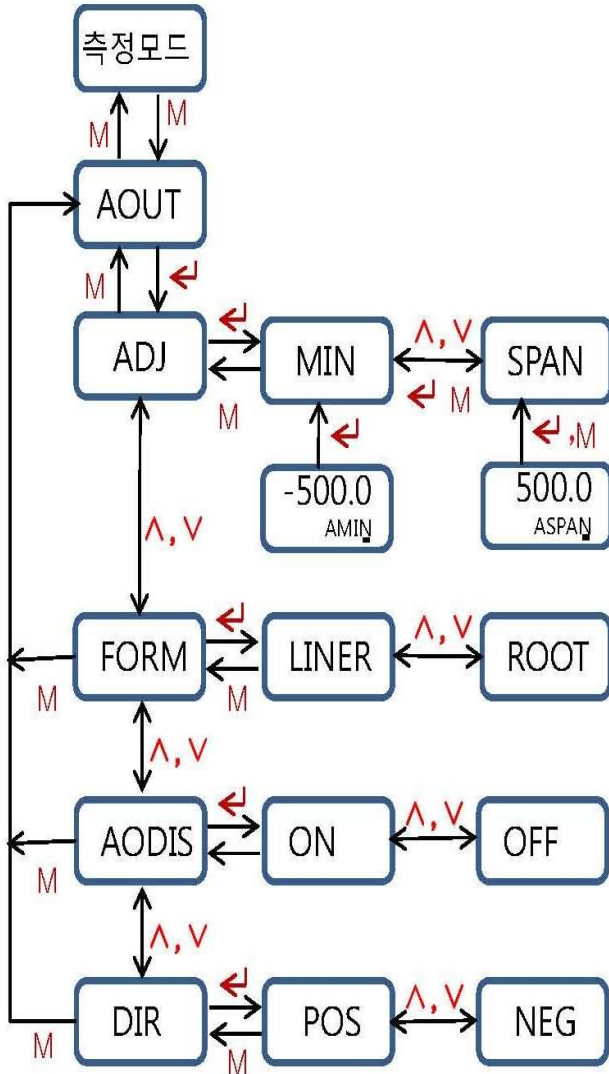 측정모드
M M
AOUT
M ↵
ADJ ↵ MIN ∧, ∨ SPAN
M ↵ M
↵ ↵,M
-500.0 500.0
AMIN ASPAN
∧, ∨
FORM ↵ LINER ∧, ∨ ROOT
M M
∧, ∨
AODIS ↵ ON ∧, ∨ OFF
M
∧, ∨
DIR ↵ POS ∧, ∨ NEG
M M